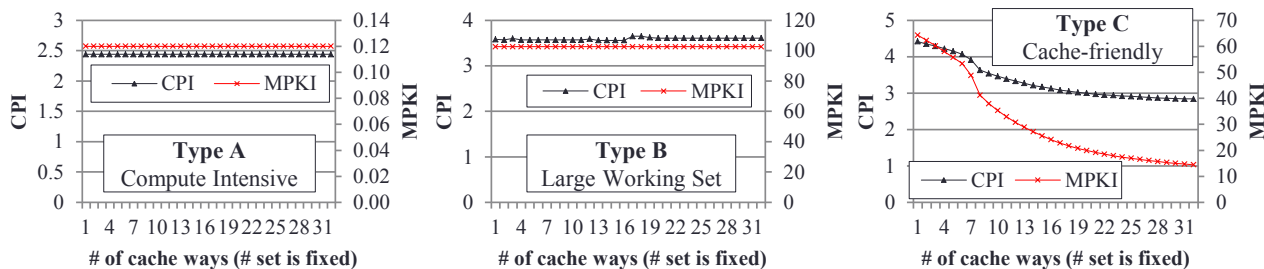 3
2.5
2
1.5
1
0.5
0
CPI
0.14
0.12
0.10
0.08
0.06
0.04
0.02
0.00
MPKI
CPI MPKI
Type A
Compute Intensive
1 4 7 10 13 16 19 22 25 28 31
# of cache ways (# set is fixed)
4
3
2
1
0
CPI
120
100
80
60
40
20
0
MPKI
CPI MPKI
Type B
Large Working Set
1 4 7 10 13 16 19 22 25 28 31
# of cache ways (# set is fixed)
5
4
3
2
1
0
CPI
70
60
50
40
30
20
10
0
MPKI
Type C
Cache-friendly
CPI MPKI
1 4 7 10 13 16 19 22 25 28 31
# of cache ways (# set is fixed)